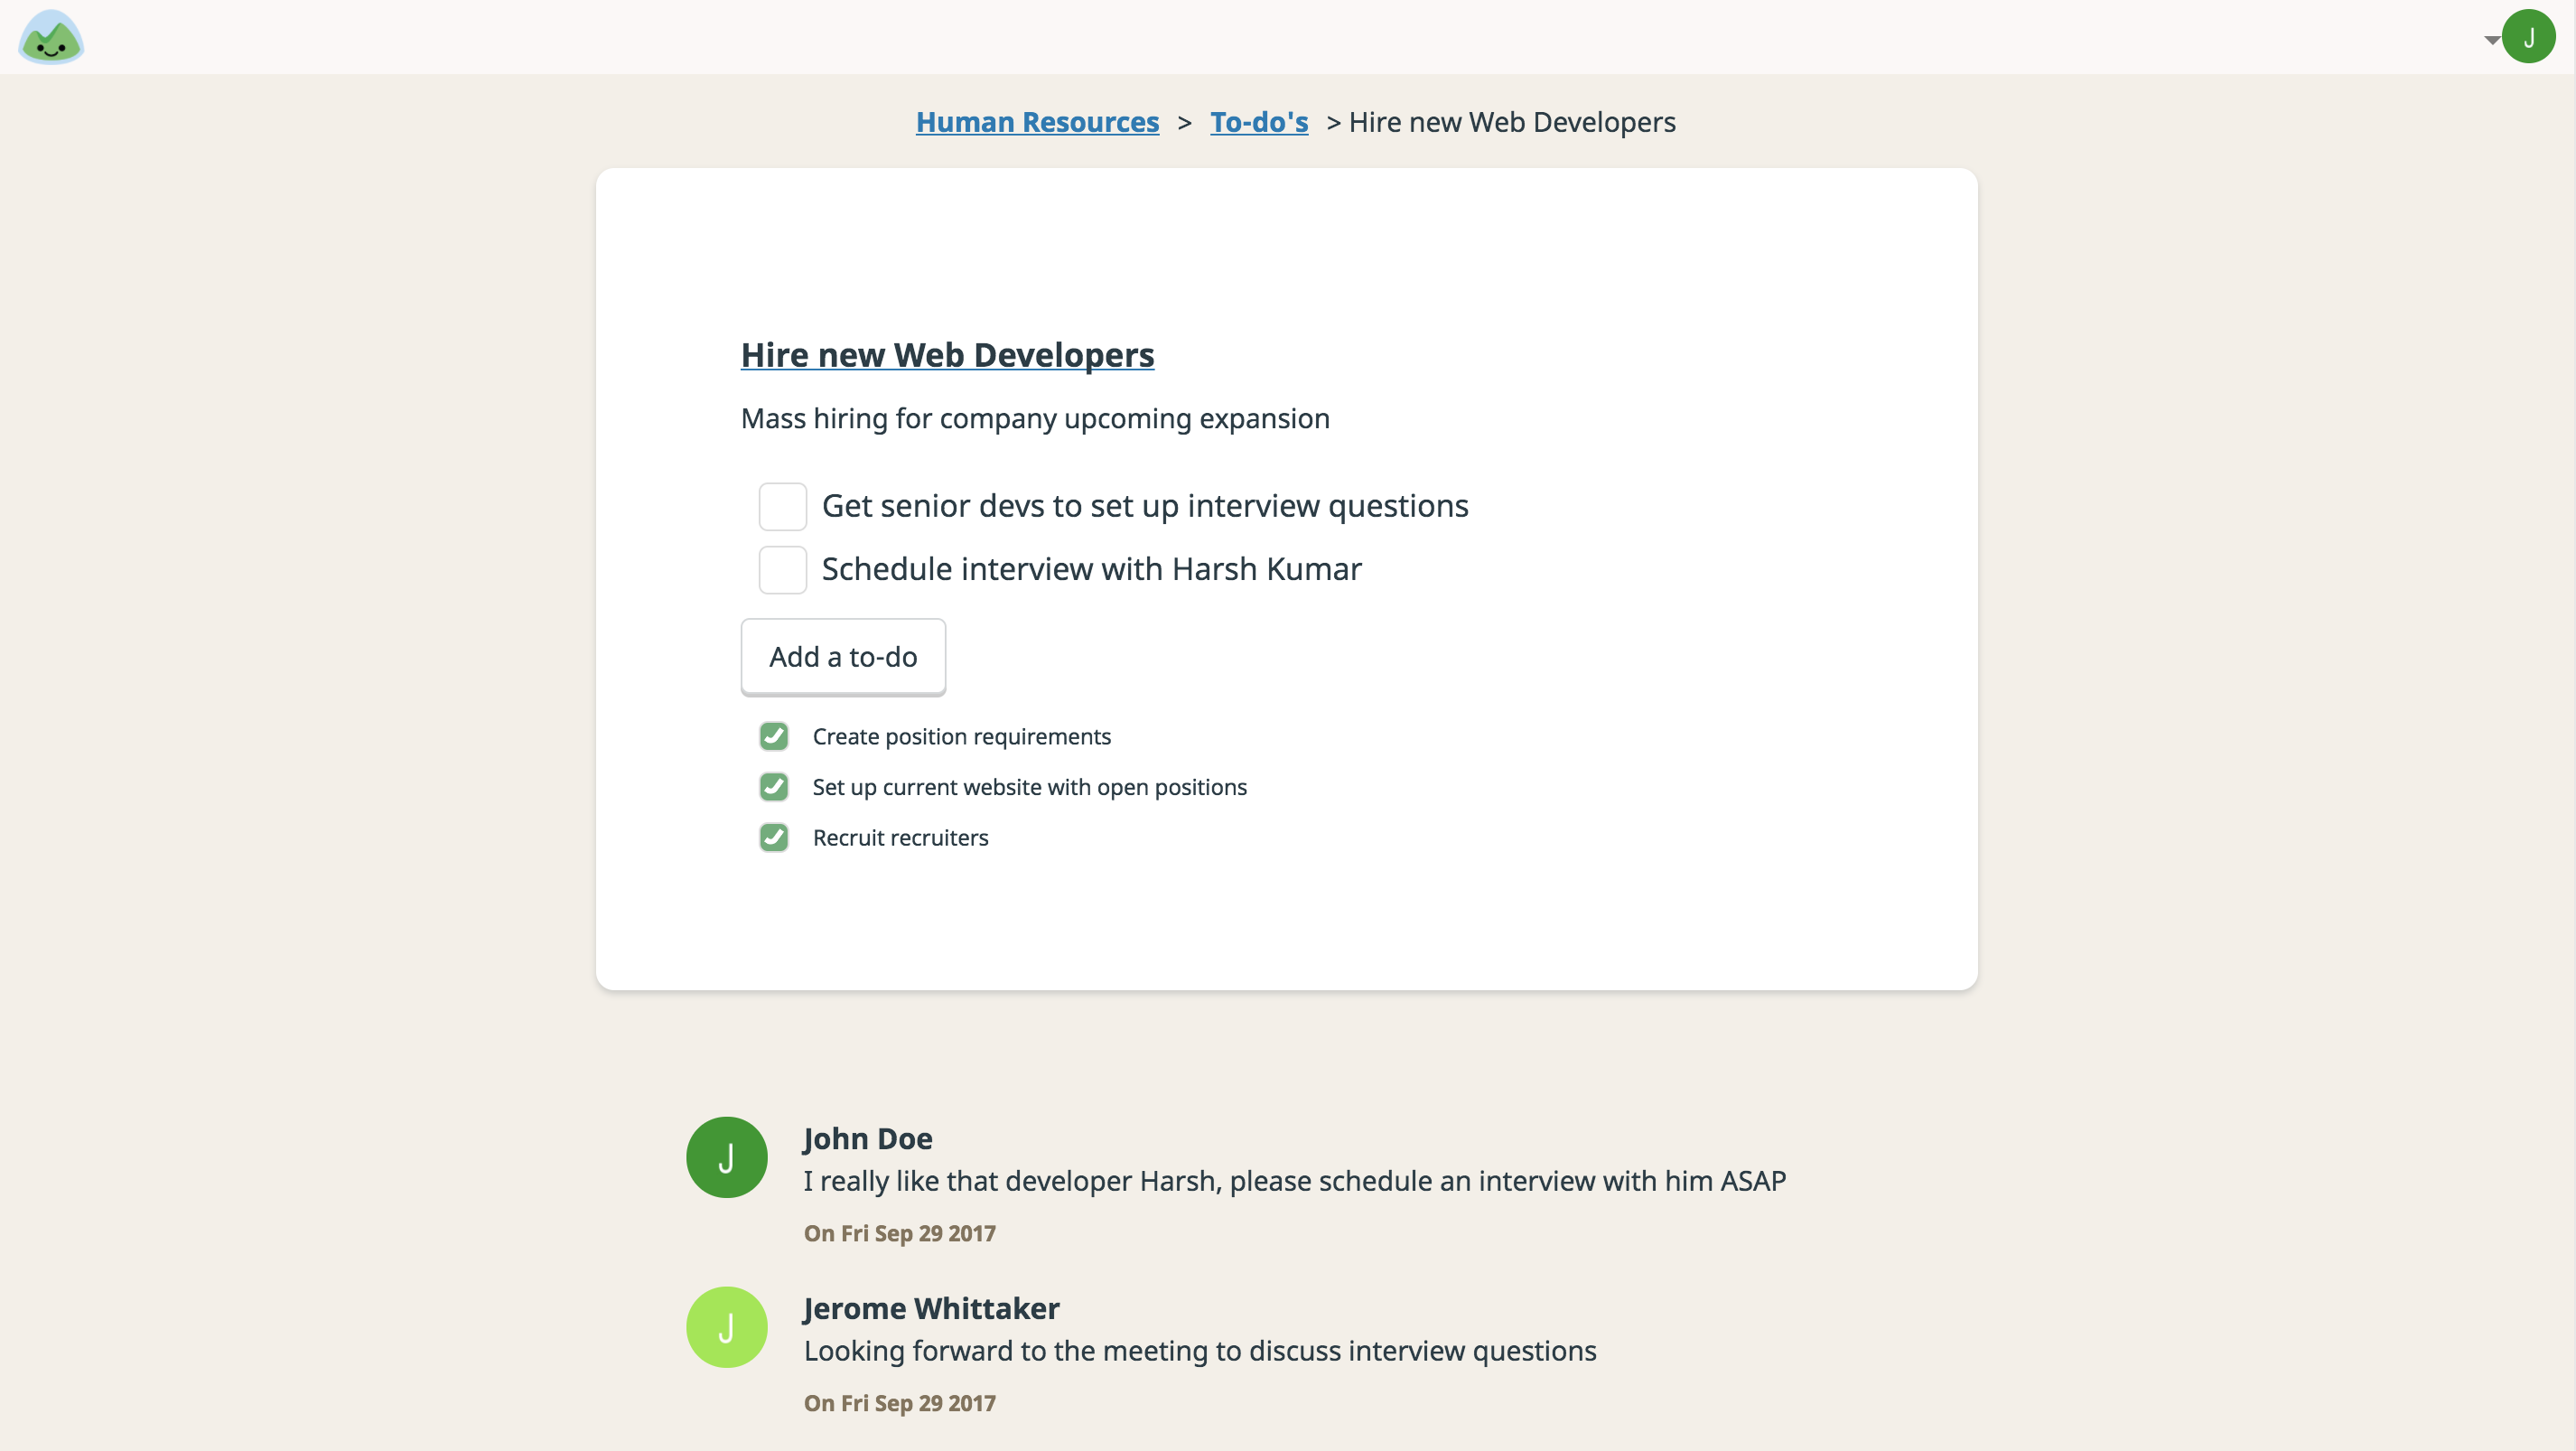 J
Human Resources > To-do's > Hire new Web Developers
Hire new Web Developers
Mass hiring for company upcoming expansion
Get senior devs to set up interview questions
Schedule interview with Harsh Kumar
Add a to-do
Create position requirements
Set up current website with open positions
Recruit recruiters
J
John Doe
I really like that developer Harsh, please schedule an interview with him ASAP
On Fri Sep 29 2017
J
Jerome Whittaker
Looking forward to the meeting to discuss interview questions
On Fri Sep 29 2017